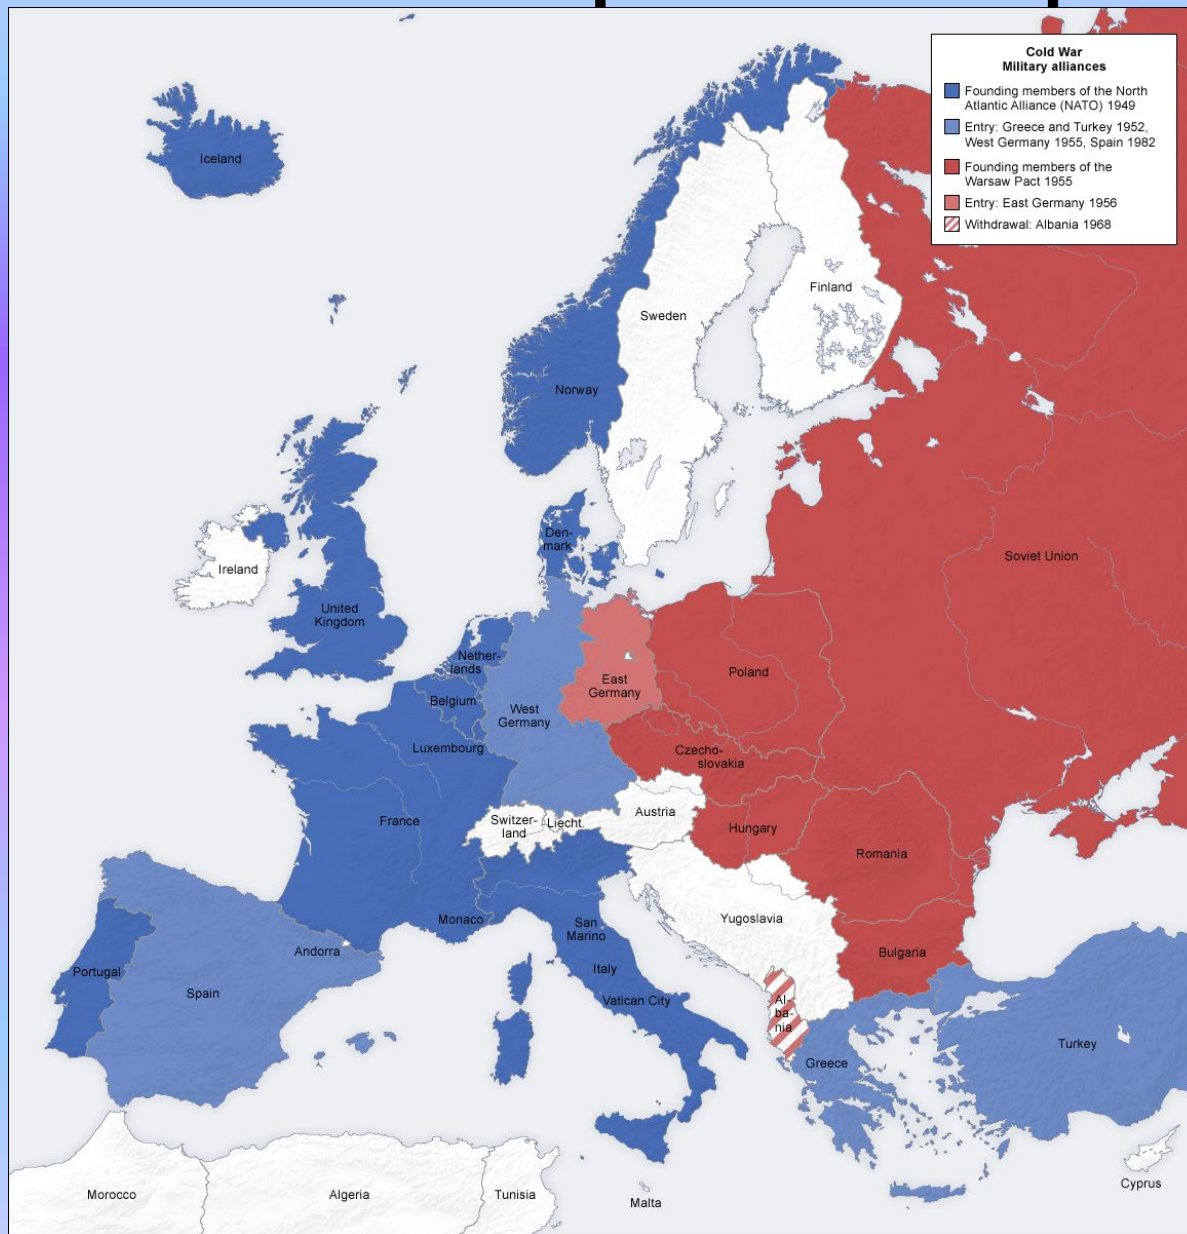 Cold War
Military alliances
Founding members of the North
Atlantic Alliance (NATO) 1949
Entry: Greece and Turkey 1952,
West Germany 1955, Spain 1982
Founding members of the
Warsaw Pact 1955
Entry: East Germany 1956
Withdrawal: Albania 1968
Iceland
Finland
Sweden
Norway
Den-
mark
Soviet Union
Ireland
United
Kingdom
Nether-
lands
Poland
East
Germany
Belgium
West
Germany
Luxembourg
Czecho-
slovakia
Austria
France
Switzer-
land
Liecht.
Hungary
Romania
Monaco
San
Marino
Yugoslavia
Andorra
Bulgaria
Portugal
Italy
Spain
Vatican City
Al-
ba-
nia
Turkey
Greece
Cyprus
Morocco
Algeria
Tunisia
Malta